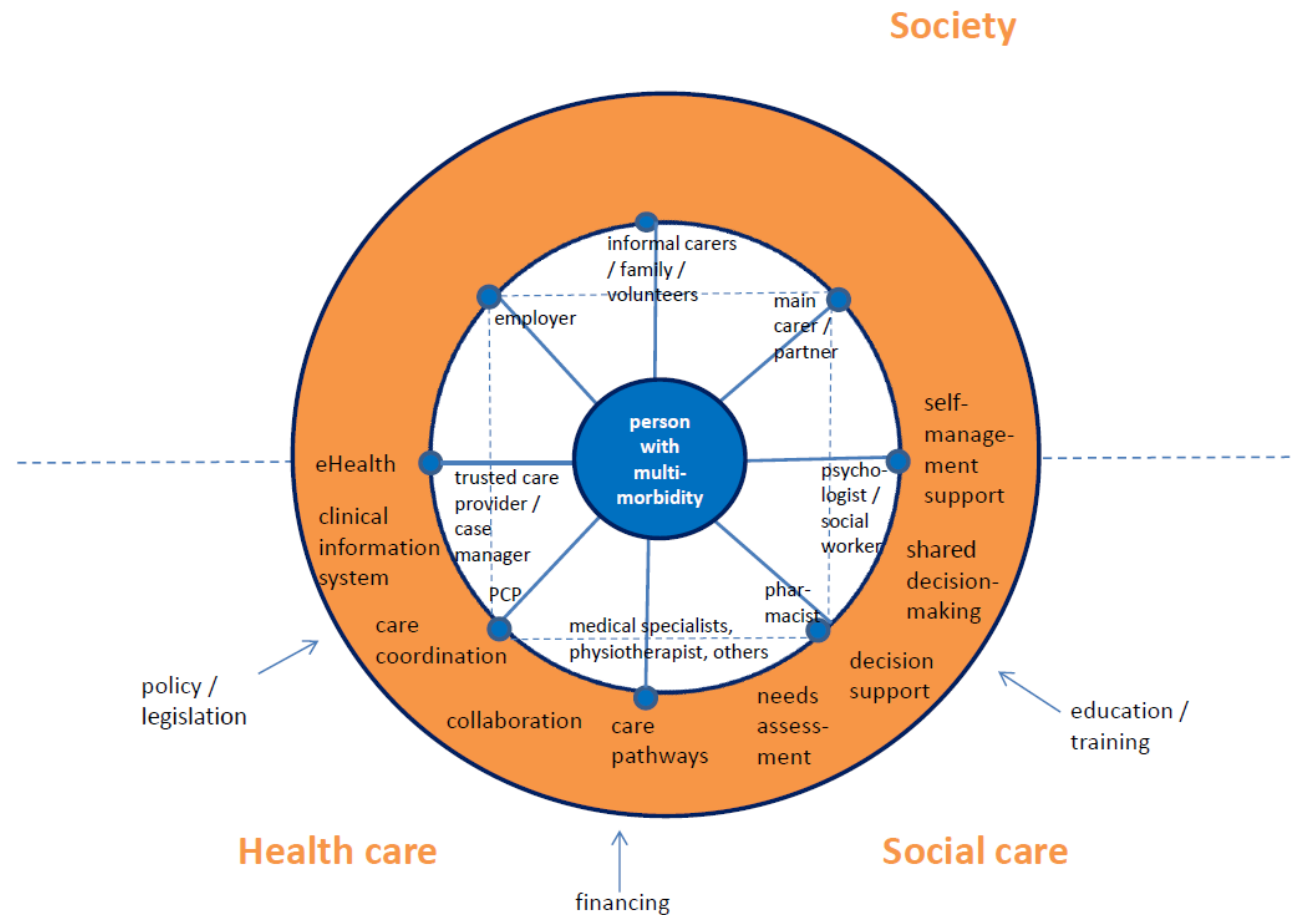 Society
informal carers
/ family /
volunteers
employer
main
carer /
partner
person
with
multi-
morbidity
self-
manage-
ment
support
eHealth
trusted care
provider /
case
manager
psycho-
logist /
social
worker
clinical
information
system
shared
decision-
making
PCP
phar-
macist
care
coordination
medical specialists,
physiotherapist, others
decision
support
policy /
legislation
collaboration
care
pathways
needs
assess-
ment
education /
training
Health care
Social care
financing